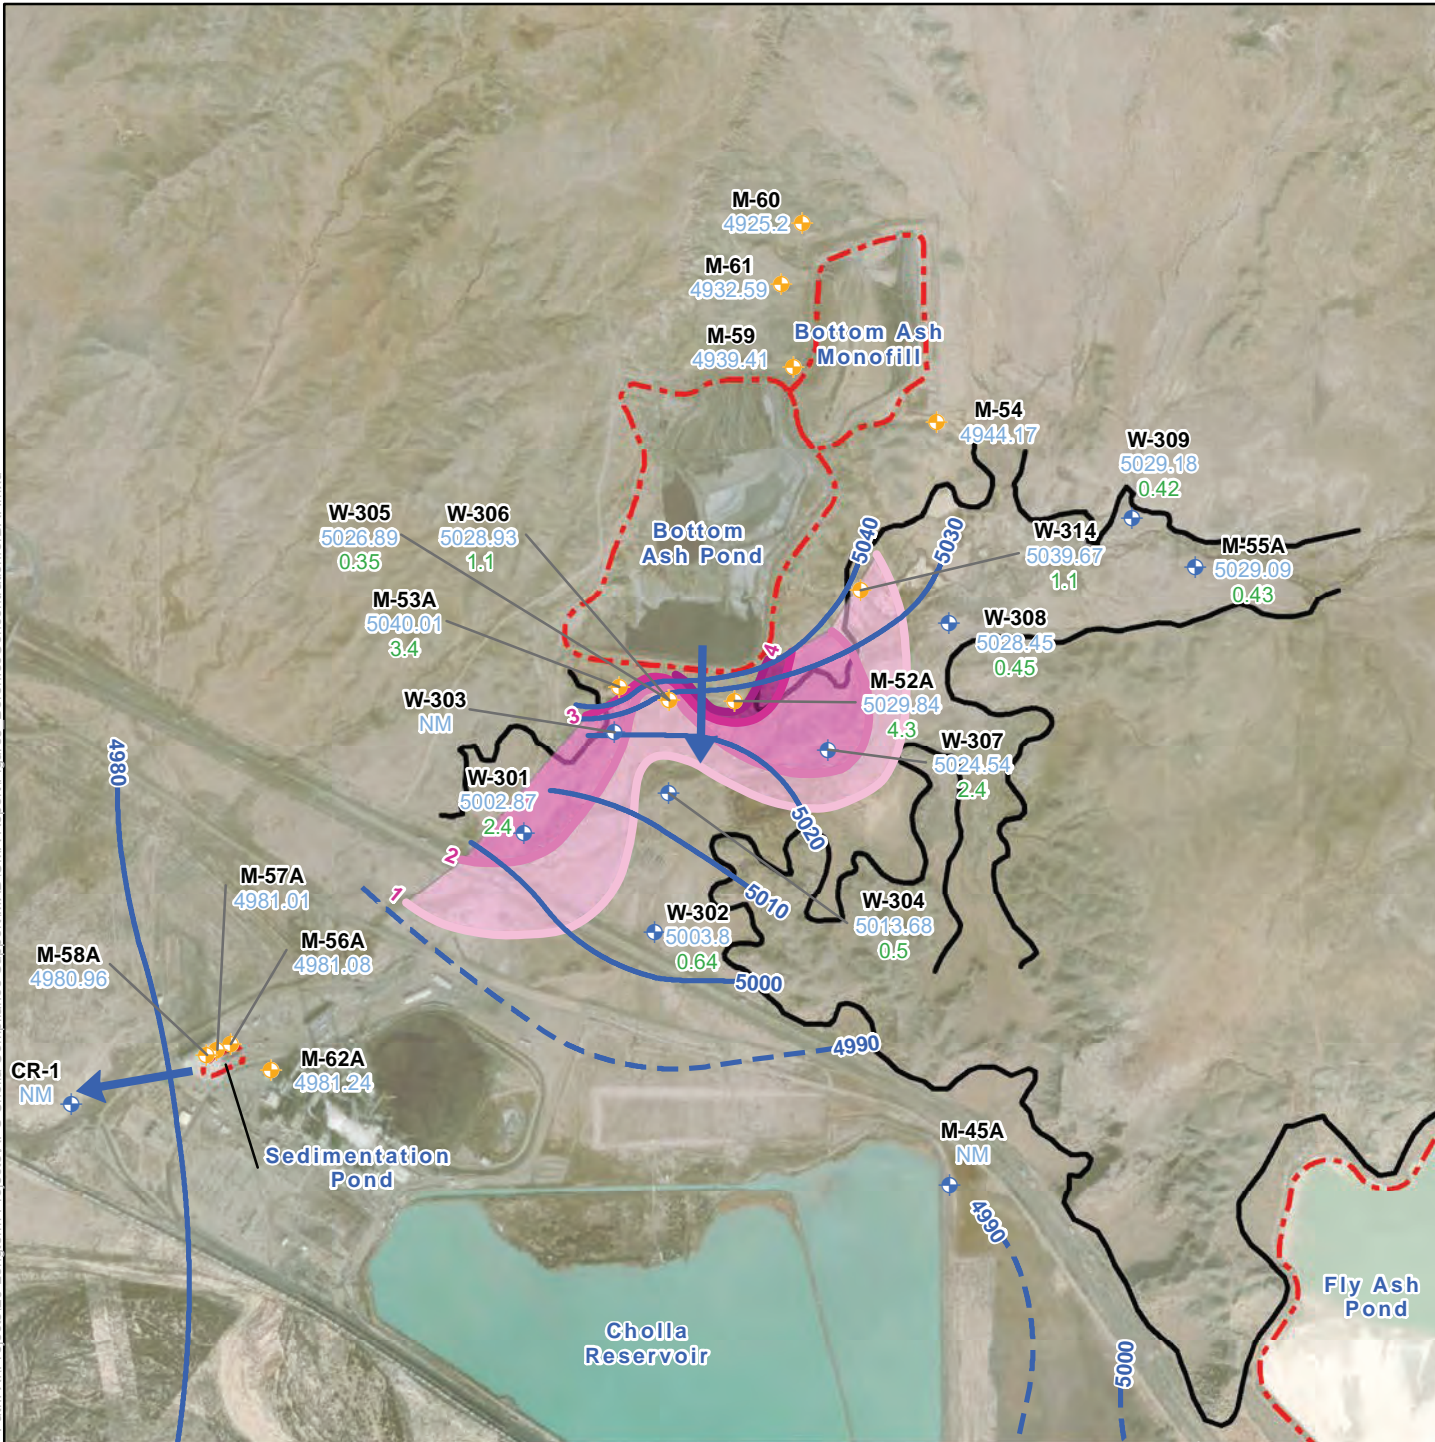 M-60
4925.2
M-61
4932.59
M-59
4939.41
Bottom Ash
Monofill
M-54
4944.17
W-309
5029.18
0.42
W-305
5026.89
0.35
W-306
5028.93
1.1
Bottom
Ash Pond
5040
5030
W-314
5039.67
1.1
M-55A
5029.09
0.43
M-53A
5040.01
3.4
W-308
5028.45
0.45
4
M-52A
5029.84
4.3
W-303
NM
3
W-307
5024.54
2.4
4980
W-301
5002.87
2.4
5020
2
1
M-57A
4981.01
5010
W-304
5013.68
0.5
W-302
5003.8
0.64
M-56A
4981.08
M-58A
4980.96
5000
4990
CR-1
NM
M-62A
4981.24
Sedimentation
Pond
M-45A
NM
4990
Fly Ash
Pond
Cholla
Reservoir
5000